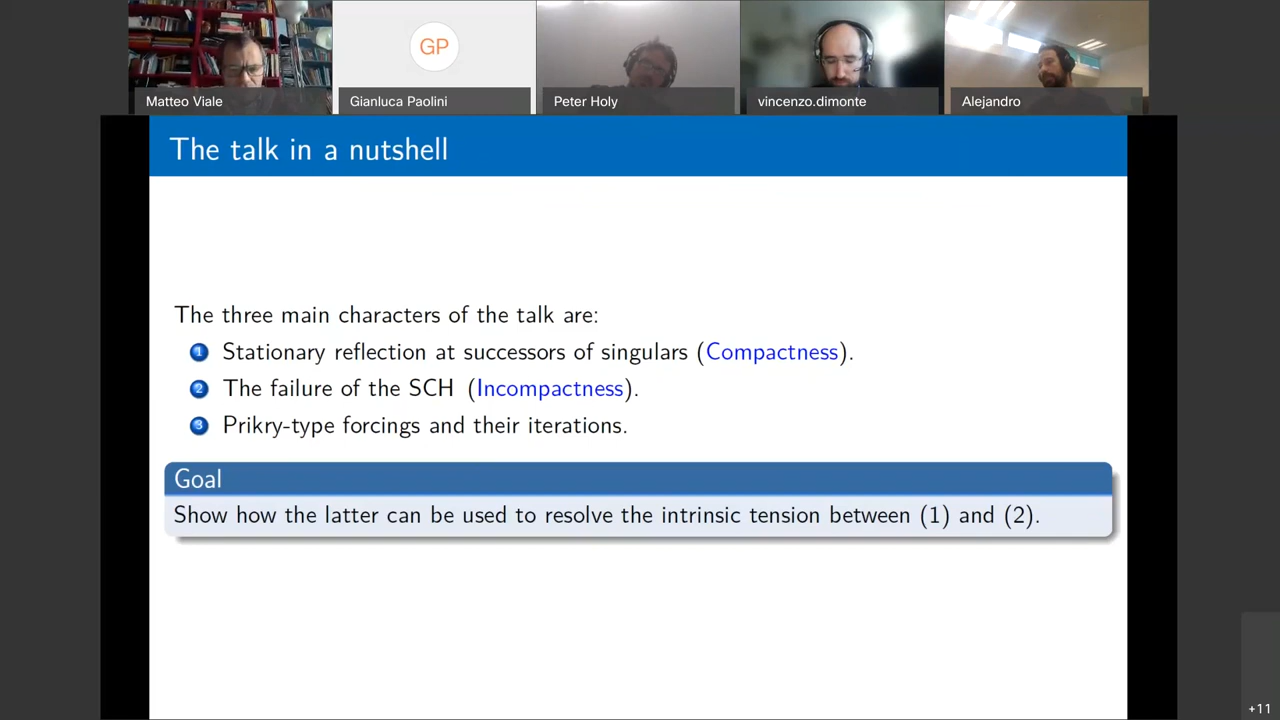 GP
Matteo Viale
Gianluca Paolini
Peter Holy
vincenzo.dimonte
Alejandro
The talk in a nutshell
The three main characters of the talk are:
1 Stationary reflection at successors of singulars (Compactness).
2 The failure of the SCH (Incompactness).
3 Prikry-type forcings and their iterations.
Goal
Show how the latter can be used to resolve the intrinsic tension between (1) and (2).
+11